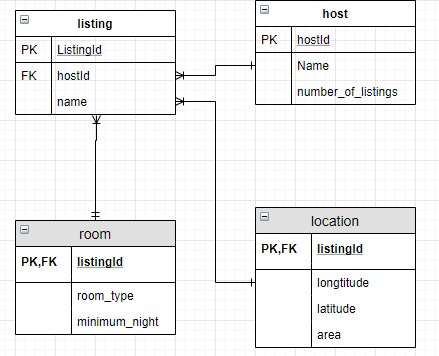 listing
PK ListingId
FK hostId
name
host
PK hostId
Name
number_of_listings
room
PK,FK listingId
room_type
minimum_night
location
PK,FK listingId
longtitude
latitude
area